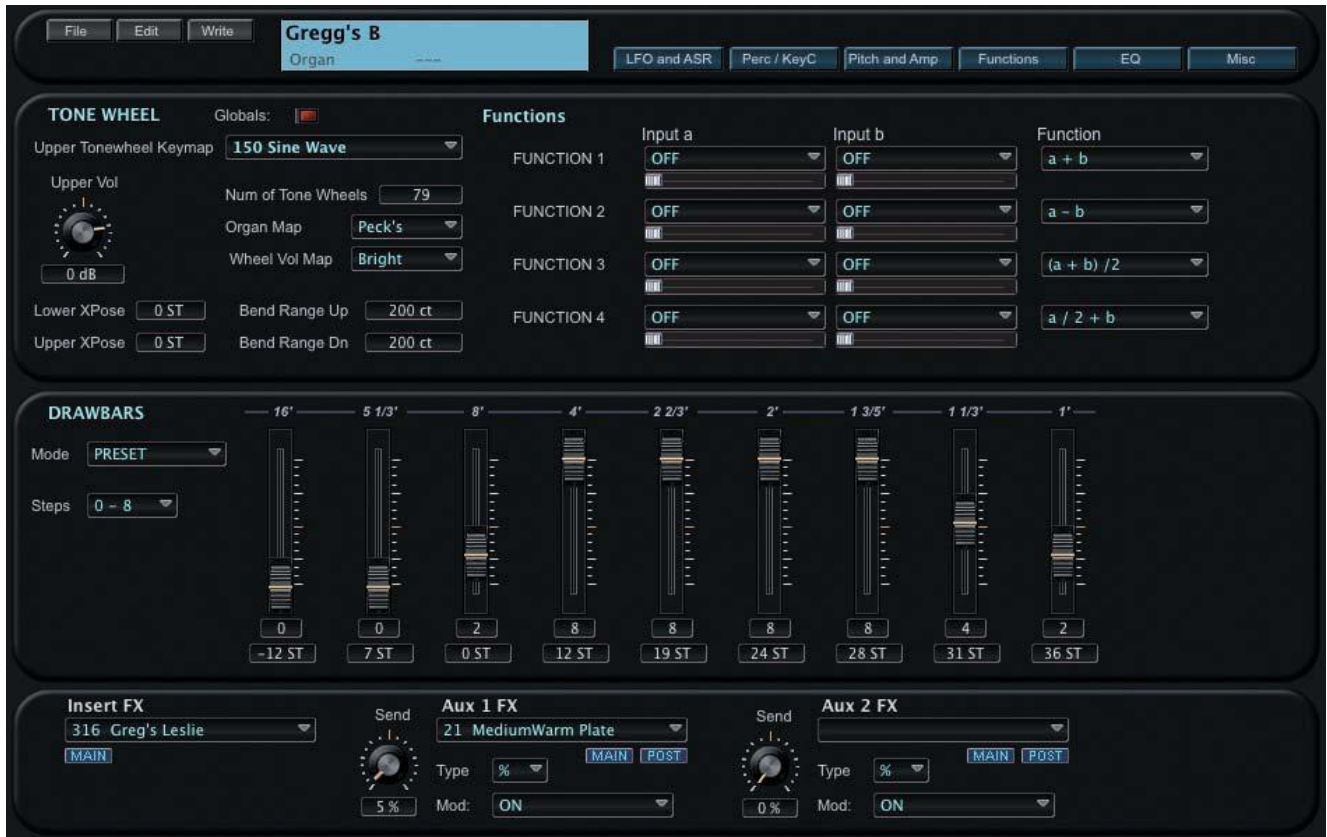 File Edit Write
Gregg's B
Organ ---
LFO and ASR Perc / KeyC Pitch and Amp Functions EQ Misc
TONE WHEEL Globals:
Upper Tonewheel Keymap 150 Sine Wave
Upper Vol
0 dB
Num of Tone Wheels 79
Organ Map Peck's
Wheel Vol Map Bright
Lower XPose 0 ST Bend Range Up 200 ct
Upper XPose 0 ST Bend Range Dn 200 ct
Functions
Input a Input b Function
FUNCTION 1 OFF OFF a + b
FUNCTION 2 OFF OFF a - b
FUNCTION 3 OFF OFF (a + b) /2
FUNCTION 4 OFF OFF a / 2 + b
DRAWBARS
Mode PRESET
Steps 0 - 8
16' 5 1/3' 8' 4' 2 2/3' 2' 1 3/5' 1 1/3' 1'
0 0 2 8 8 8 8 4 2
-12 ST 7 ST 0 ST 12 ST 19 ST 24 ST 28 ST 31 ST 36 ST
Insert FX
316 Greg's Leslie
MAIN
Send
5 %
Aux 1 FX
21 MediumWarm Plate
MAIN POST
Type %
Mod: ON
Send
0 %
Aux 2 FX
MAIN POST
Type %
Mod: ON